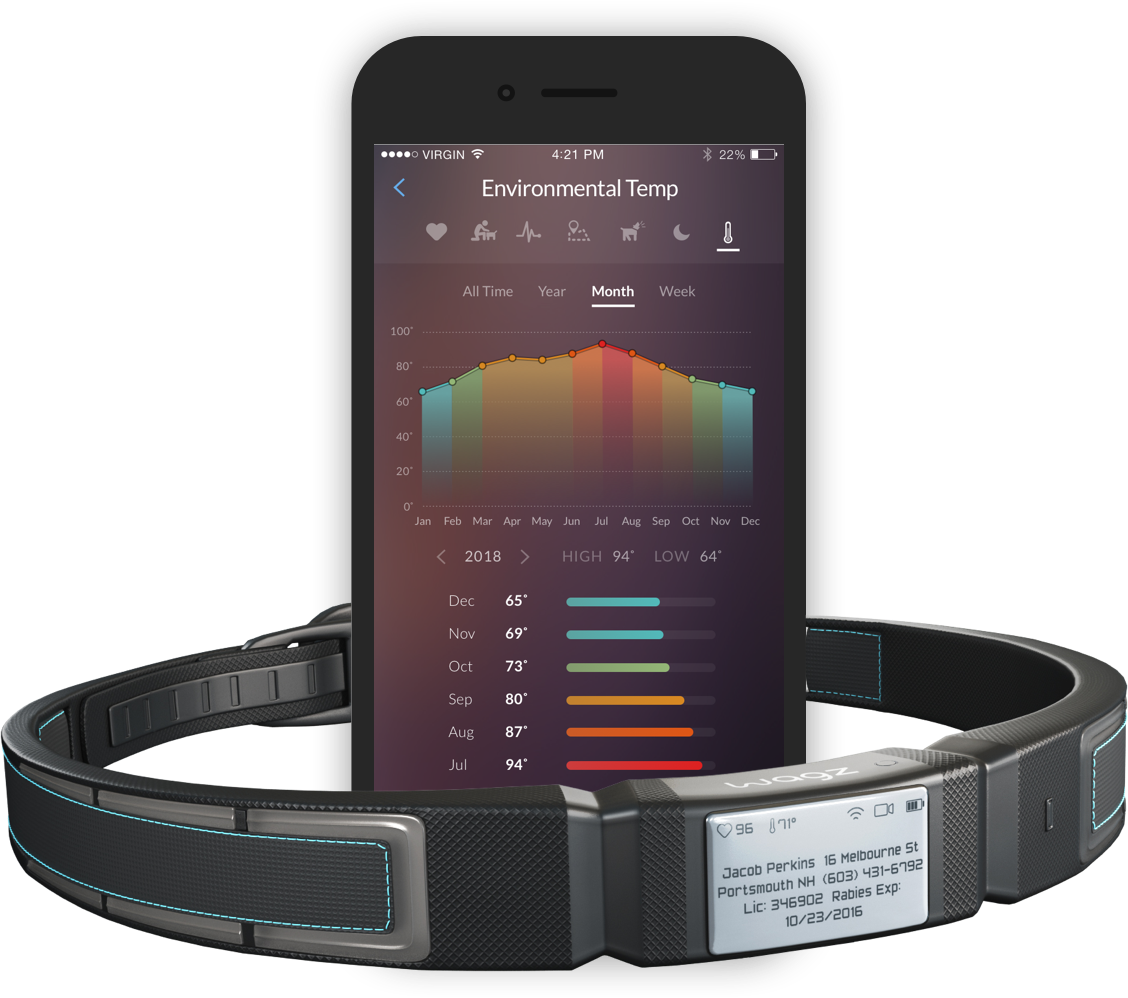 VIRGIN 4:21 PM 22%
Environmental Temp
All Time Year Month Week
100°
80°
60°
40°
20°
0°
Jan Feb Mar Apr May Jun Jul Aug Sep Oct Nov Dec
2018 HIGH 94° LOW 64°
Dec 65°
Nov 69°
Oct 73°
Sep 80°
Aug 87°
Jul 94°
wagz
96 71°
Jacob Perkins 16 Melbourne St
Portsmouth NH (603) 431-6792
Lic: 346902 Rabies Exp:
10/23/2016